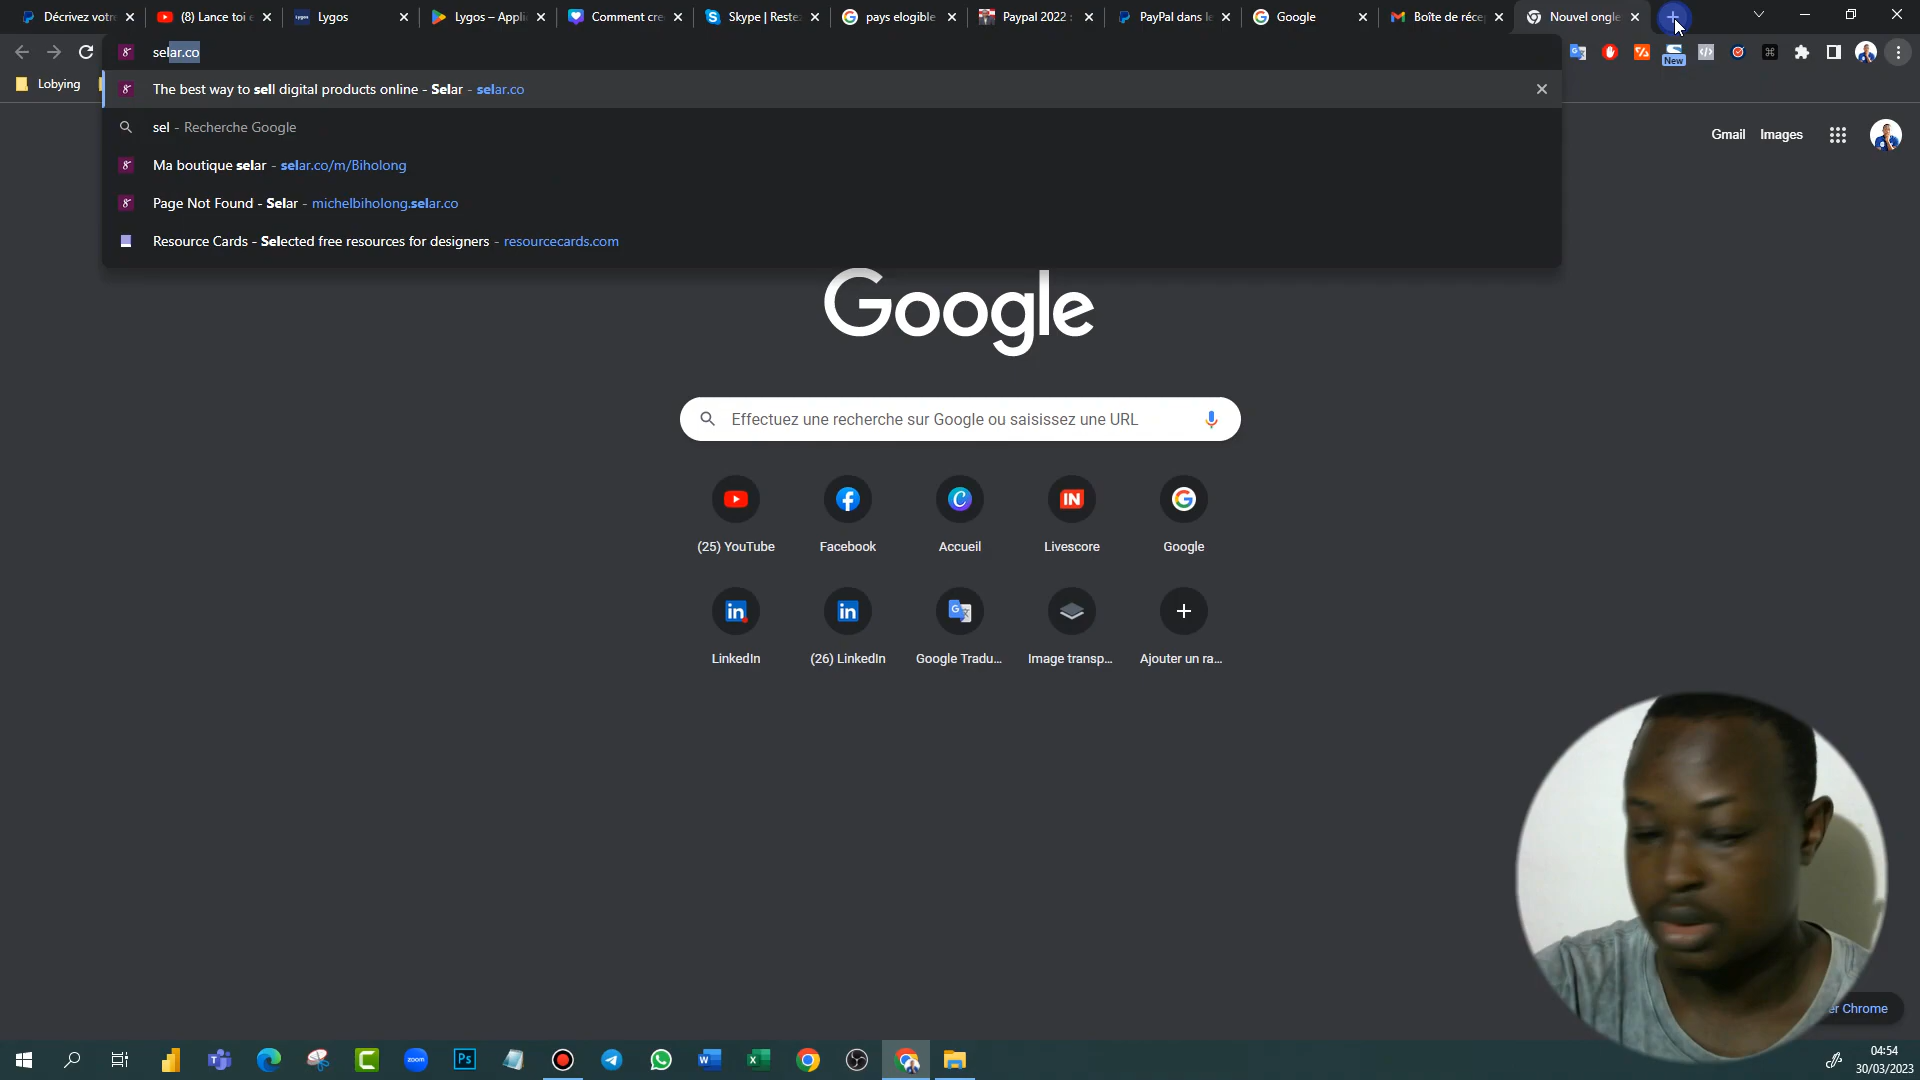 Décrivez votr
(8) Lance toi e
Lygos
Lygos – Appli
Comment cre
Skype | Reste
pays elogible
Paypal 2022 :
PayPal dans le
Google
Boîte de récep
Nouvel ongle
selar.co
New
Lobying
The best way to sell digital products online - Selar - selar.co
sel - Recherche Google
Ma boutique selar - selar.co/m/Biholong
Page Not Found - Selar - michelbiholong.selar.co
Resource Cards - Selected free resources for designers - resourcecards.com
Gmail Images
Google
Effectuez une recherche sur Google ou saisissez une URL
(25) YouTube
Facebook
Accueil
Livescore
Google
LinkedIn
(26) LinkedIn
Google Tradu...
Image transp...
Ajouter un ra...
er Chrome
04:54
30/03/2023